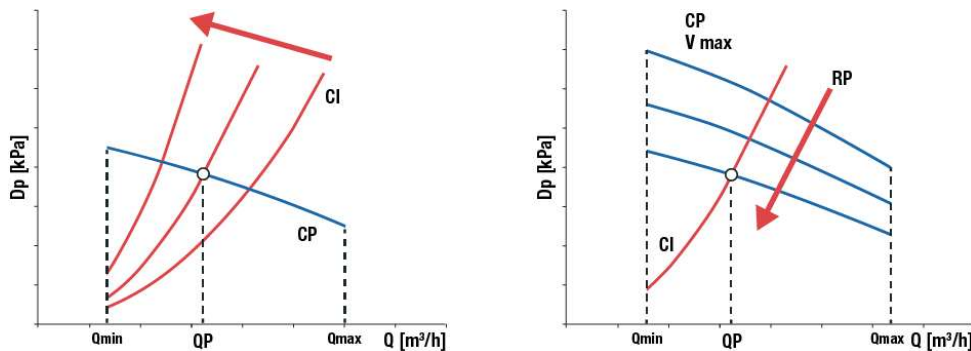 CI
Dp [kPa]
CP
Qmin
QP
Qmax
Q [m³/h]
CP
V max
RP
Dp [kPa]
CI
Qmin
QP
Qmax
Q [m³/h]